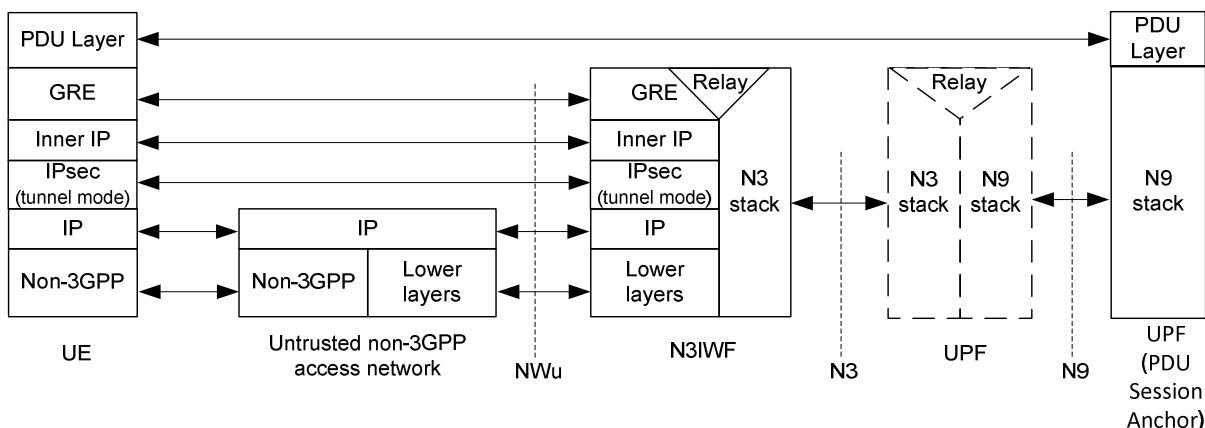 PDU Layer
PDU
Layer
GRE
GRE
Relay
Relay
Inner IP
Inner IP
IPsec
(tunnel mode)
IPsec
(tunnel mode)
N3
stack
N3
stack
N9
stack
N9
stack
IP
IP
IP
Non-3GPP
Non-3GPP
Lower
layers
Lower
layers
UE
Untrusted non-3GPP
access network
NWu
N3IWF
N3
UPF
N9
UPF
(PDU
Session
Anchor)